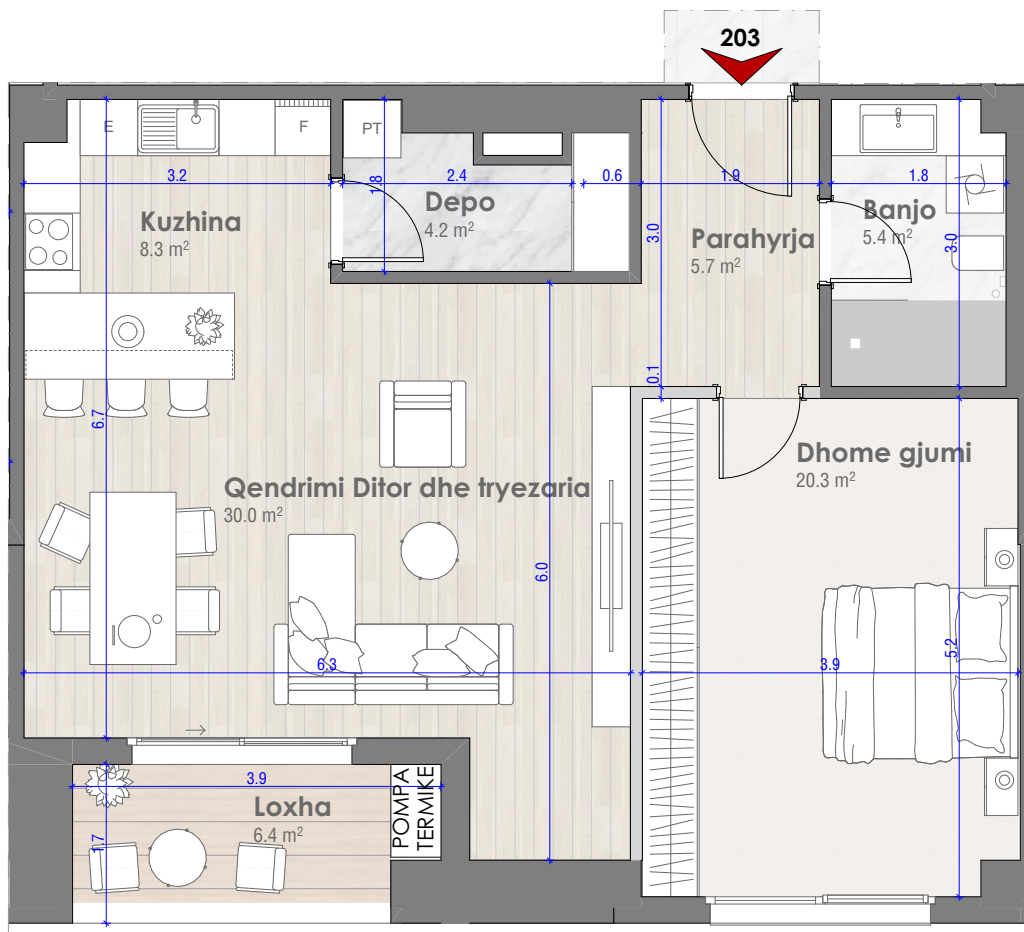 203
E
F
PT
3.2
1.8
2.4
0.6
1.9
1.8
Kuzhina
8.3 m²
Depo
4.2 m²
3.0
Parahyrja
5.7 m²
Banjo
5.4 m²
3.0
0.1
6.7
Qendrimi Ditor dhe tryezaria
30.0 m²
Dhome gjumi
20.3 m²
6.0
5.2
6.3
3.9
3.9
Loxha
6.4 m²
1.7
POMPA
TERMIKE